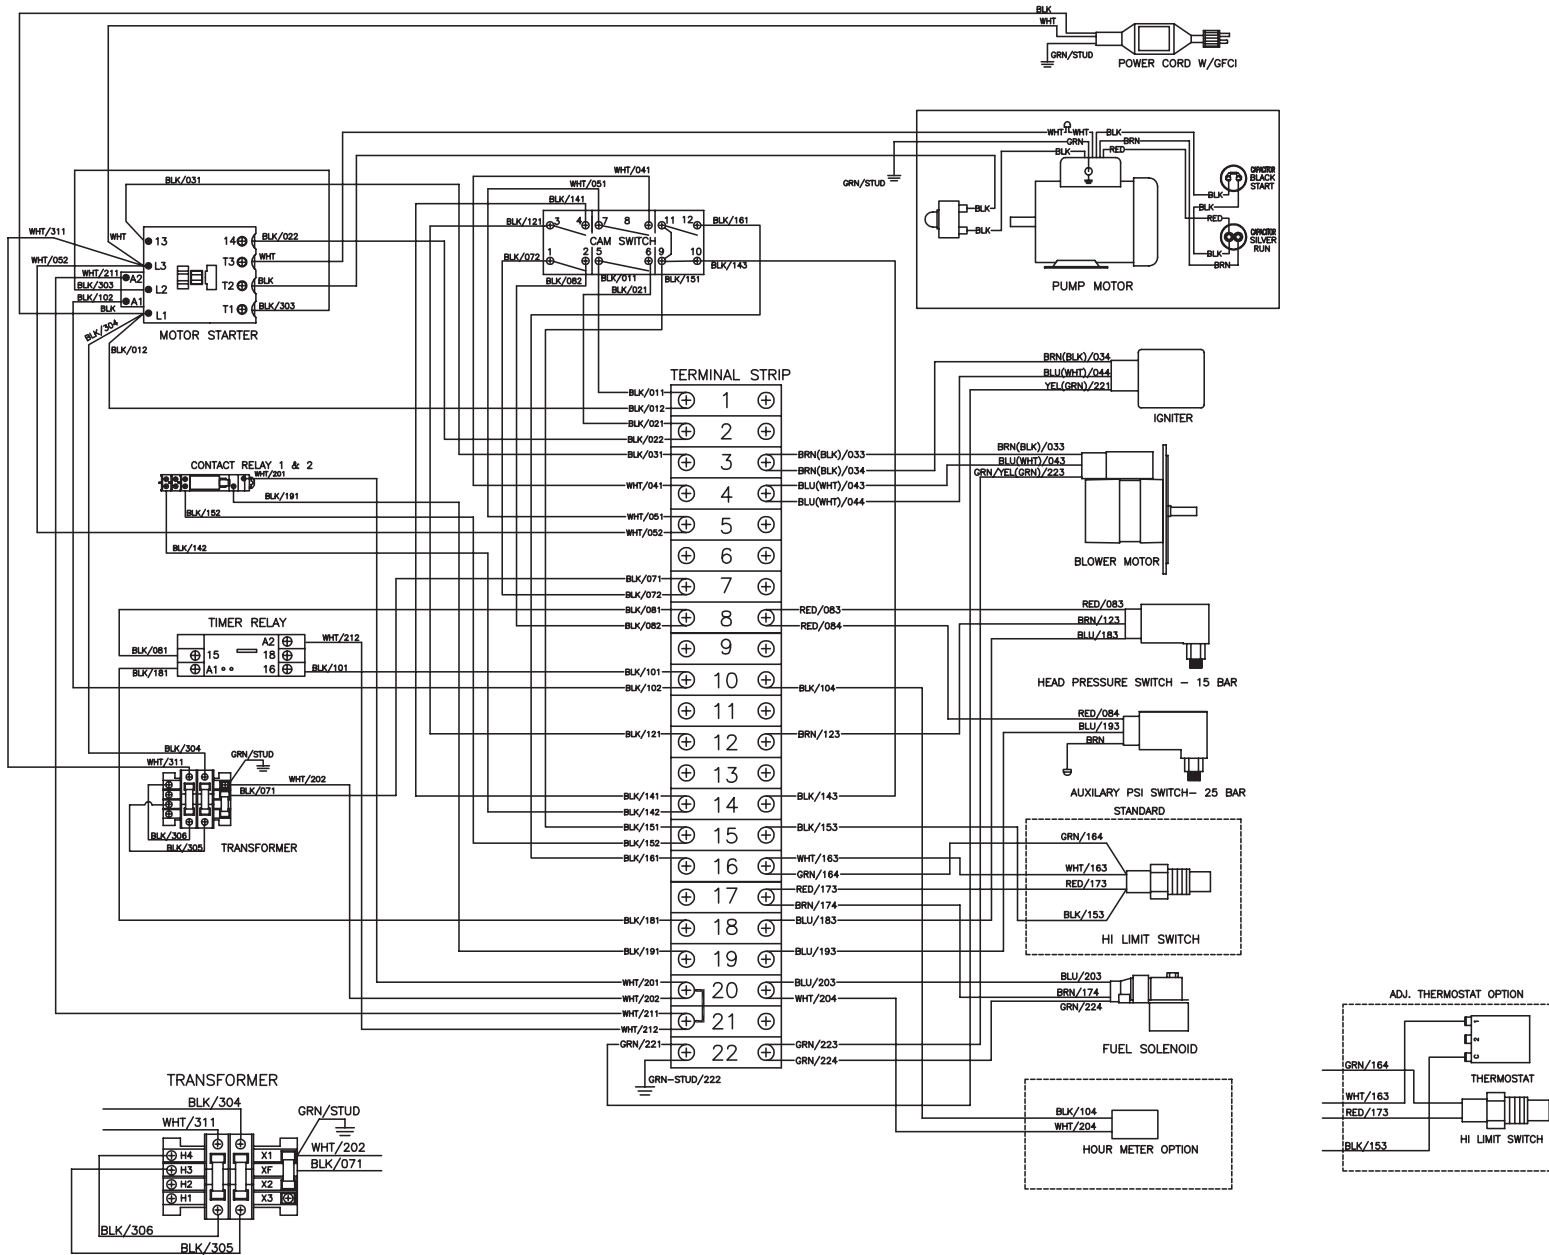 BLK
WHT
GRN/STUD
POWER CORD W/GFCI
WHT
WHT
GRN
BLK
BLK
BRN
RED
GRN/STUD
BLK
BLK
CAPACITOR
BLACK
START
BLK
BLK
RED
CAPACITOR
SILVER
RUN
BLK
BRN
PUMP MOTOR
BLK/031
WHT/041
WHT/051
BLK/141
BLK/121
3
4
7
8
11
12
BLK/161
CAM SWITCH
BLK/072
1
2
5
6
9
10
BLK/143
BLK/082
BLK/011
BLK/151
BLK/021
WHT/311
WHT
WHT/052
WHT/211
BLK/303
BLK/102
BLK
BLK/304
BLK/012
13
L3
A2
L2
A1
L1
14
T3
T2
T1
BLK/022
WHT
BLK
BLK/303
MOTOR STARTER
TERMINAL STRIP
BLK/011
BLK/012
1
BLK/021
BLK/022
2
BLK/031
3
BRN(BLK)/033
BRN(BLK)/034
WHT/041
4
BLU(WHT)/043
BLU(WHT)/044
WHT/051
WHT/052
5
6
BLK/071
BLK/072
7
BLK/081
BLK/082
8
RED/083
RED/084
9
BLK/101
BLK/102
10
BLK/104
11
BLK/121
12
BRN/123
13
BLK/141
BLK/142
14
BLK/143
BLK/151
BLK/152
15
BLK/153
BLK/161
16
WHT/163
GRN/164
17
RED/173
BRN/174
BLK/181
18
BLU/183
BLK/191
19
BLU/193
WHT/201
WHT/202
20
BLU/203
WHT/204
WHT/211
WHT/212
21
GRN/221
22
GRN/223
GRN/224
GRN-STUD/222
BRN(BLK)/034
BLU(WHT)/044
YEL(GRN)/221
IGNITER
BRN(BLK)/033
BLU(WHT)/043
GRN/YEL(GRN)/223
BLOWER MOTOR
CONTACT RELAY 1 & 2
WHT/201
BLK/191
BLK/152
BLK/142
TIMER RELAY
A2
15
18
A1
16
WHT/212
BLK/081
BLK/181
BLK/101
RED/083
BRN/123
BLU/183
HEAD PRESSURE SWITCH - 15 BAR
RED/084
BLU/193
BRN
AUXILARY PSI SWITCH- 25 BAR
BLK/304
WHT/311
GRN/STUD
WHT/202
BLK/071
BLK/306
BLK/305
TRANSFORMER
STANDARD
GRN/164
WHT/163
RED/173
BLK/153
HI LIMIT SWITCH
BLU/203
BRN/174
GRN/224
FUEL SOLENOID
BLK/104
WHT/204
HOUR METER OPTION
ADJ. THERMOSTAT OPTION
1
2
C
THERMOSTAT
GRN/164
WHT/163
RED/173
BLK/153
HI LIMIT SWITCH
TRANSFORMER
BLK/304
WHT/311
GRN/STUD
WHT/202
BLK/071
H4
H3
H2
H1
X1
XF
X2
X3
BLK/306
BLK/305